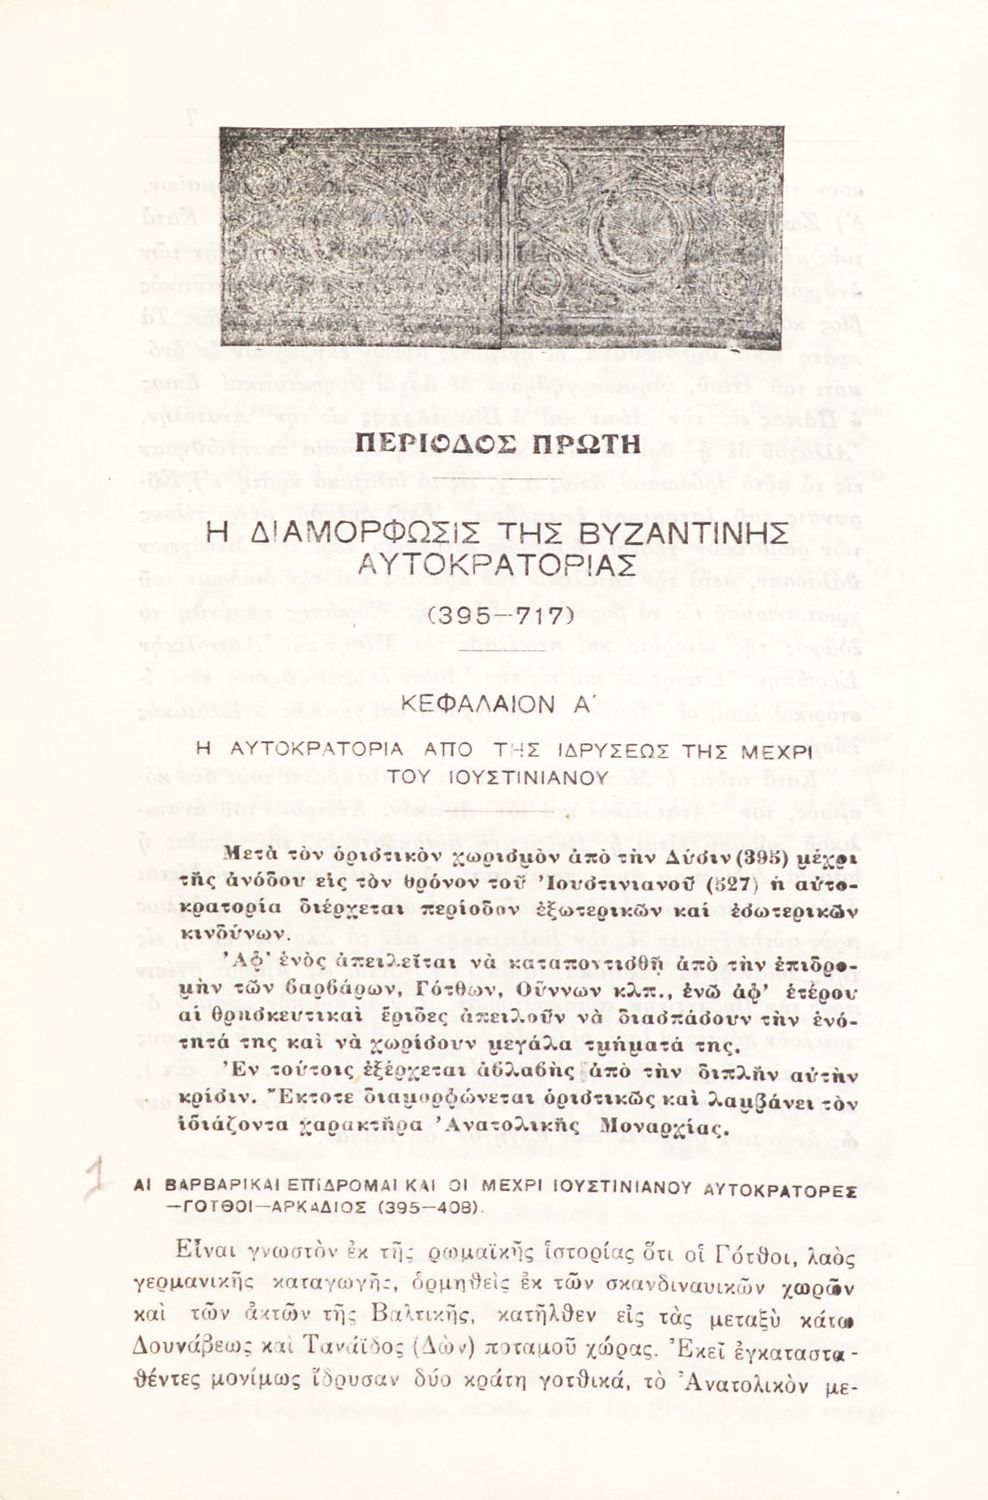 ΠΕΡΙΟΔΟΣ ΠΡΩΤΗ
Η ΔΙΑΜΟΡΦΩΣΙΣ ΤΗΣ ΒΥΖΑΝΤΙΝΗΣ
ΑΥΤΟΚΡΑΤΟΡΙΑΣ
(395—717)
ΚΕΦΑΛΑΙΟΝ Α΄
Η ΑΥΤΟΚΡΑΤΟΡΙΑ ΑΠΟ ΤΗΣ ΙΔΡΥΣΕΩΣ ΤΗΣ ΜΕΧΡΙ
ΤΟΥ ΙΟΥΣΤΙΝΙΑΝΟΥ
Μετὰ τὸν ὁριστικὸν χωρισμὸν ἀπὸ τὴν Δύσιν (395) μέχρι
τῆς ἀνόδου εἰς τὸν θρόνον τοῦ Ἰουστινιανοῦ (527) ἡ αὐτο-
κρατορία διέρχεται περίοδον ἐξωτερικῶν καί ἐσωτερικῶν
κινδύνων.
Ἀφ' ἑνὸς ἀπειλεῖται νὰ καταποντισθῇ ἀπὸ τὴν ἐπιδρο-
μὴν τῶν βαρβάρων, Γότθων, Οὕννων κλπ., ἐνῶ ἀφ' ἑτέρου
αἱ θρησκευτικαὶ ἔριδες ἀπειλοῦν νὰ διασπάσουν τὴν ἑνό-
τητά της καὶ νὰ χωρίσουν μεγάλα τμήματά της.
Ἐν τούτοις ἐξέρχεται ἀβλαβὴς ἀπὸ τὴν διπλῆν αὐτὴν
κρίσιν. Ἔκτοτε διαμορφώνεται ὁριστικῶς καὶ λαμβάνει τὸν
ἰδιάζοντα χαρακτῆρα Ἀνατολικῆς Μοναρχίας.
1
ΑΙ ΒΑΡΒΑΡΙΚΑΙ ΕΠΙΔΡΟΜΑΙ ΚΑΙ ΟΙ ΜΕΧΡΙ ΙΟΥΣΤΙΝΙΑΝΟΥ ΑΥΤΟΚΡΑΤΟΡΕΣ
—ΓΟΤΘΟΙ—ΑΡΚΑΔΙΟΣ (395—408).
Εἶναι γνωστὸν ἐκ τῆς ρωμαϊκῆς ἱστορίας ὅτι οἱ Γότθοι, λαὸς
γερμανικῆς καταγωγῆς, ὁρμηθεὶς ἐκ τῶν σκανδιναυικῶν χωρῶν
καὶ τῶν ἀκτῶν τῆς Βαλτικῆς, κατῆλθεν εἰς τὰς μεταξὺ κάτω
Δουνάβεως καὶ Τανάϊδος (Δὼν) ποταμοῦ χώρας. Ἐκεῖ ἐγκαταστα-
θέντες μονίμως ἵδρυσαν δύο κράτη γοτθικά, τὸ Ἀνατολικὸν με-